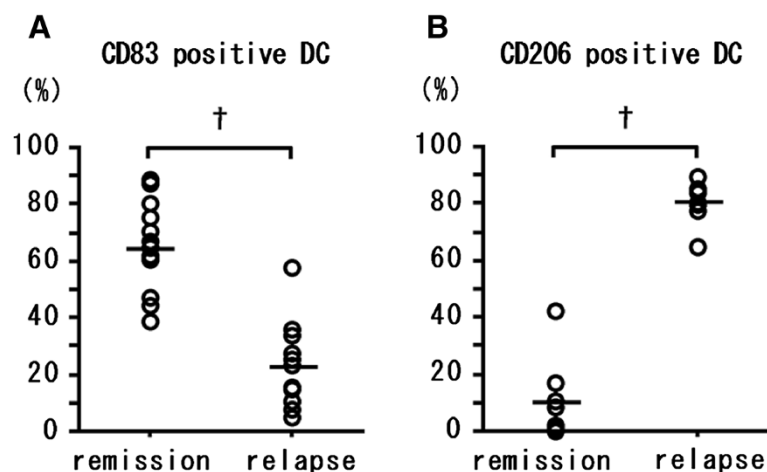 A
CD83 positive DC
(%)
†
100
80
60
40
20
0
remission relapse
B
CD206 positive DC
(%)
†
100
80
60
40
20
0
remission relapse